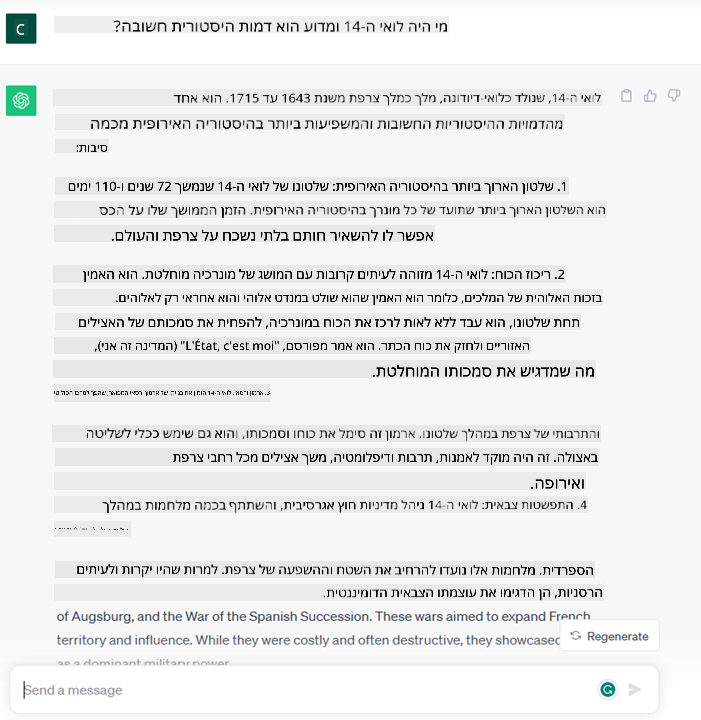 C
מי היה לואי ה-14 ומדוע הוא דמות היסטורית חשובה?
לואי ה-14, שנולד כלואי-דיודונה, מלך כמלך צרפת משנת 1643 עד 1715. הוא אחד
מהדמויות ההיסטוריות החשובות והמשפיעות ביותר בהיסטוריה האירופית מכמה
סיבות:
1. שלטון הארוך ביותר בהיסטוריה האירופית: שלטונו של לואי ה-14 שנמשך 72 שנים ו-110 ימים
הוא השלטון הארוך ביותר שתועד של כל מונרך בהיסטוריה האירופית. הזמן הממושך שלו על הכס
אפשר לו להשאיר חותם בלתי נשכח על צרפת והעולם.
2. ריכוז הכוח: לואי ה-14 מזוהה לעיתים קרובות עם המושג של מונרכיה מוחלטת. הוא האמין
בזכות האלוהית של המלכים, כלומר הוא האמין שהוא שולט במנדט אלוהי והוא אחראי רק לאלוהים.
תחת שלטונו, הוא עבד ללא לאות לרכז את הכוח במונרכיה, להפחית את סמכותם של האצילים
האזוריים ולחזק את כוח הכתר. הוא אמר מפורסם, "L'État, c'est moi" (המדינה זה אני),
מה שמדגיש את סמכותו המוחלטת.
והתרבותי של צרפת במהלך שלטונו. ארמון זה סימל את כוחו וסמכותו, והוא גם שימש ככלי לשליטה
באצולה. זה היה מוקד לאמנות, תרבות ודיפלומטיה, משך אצילים מכל רחבי צרפת
ואירופה.
4. התפשטות צבאית: לואי ה-14 ניהל מדיניות חוץ אגרסיבית, והשתתף בכמה מלחמות במהלך
הספרדית. מלחמות אלו נועדו להרחיב את השטח וההשפעה של צרפת. למרות שהיו יקרות ולעיתים
הרסניות, הן הדגימו את עוצמתו הצבאית הדומיננטית.
of Augsburg, and the War of the Spanish Succession. These wars aimed to expand French
territory and influence. While they were costly and often destructive, they showcased
as a dominant military power
Regenerate
Send a message